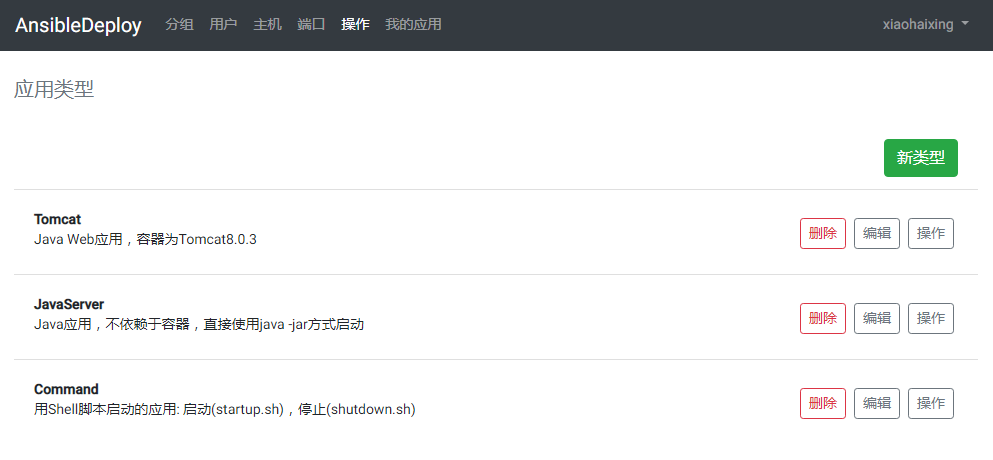 AnsibleDeploy 分组 用户 主机 端口 操作 我的应用 xiaohaixing
应用类型
新类型
Tomcat
Java Web应用，容器为Tomcat8.0.3
删除 编辑 操作
JavaServer
Java应用，不依赖于容器，直接使用java -jar方式启动
删除 编辑 操作
Command
用Shell脚本启动的应用: 启动(startup.sh)，停止(shutdown.sh)
删除 编辑 操作